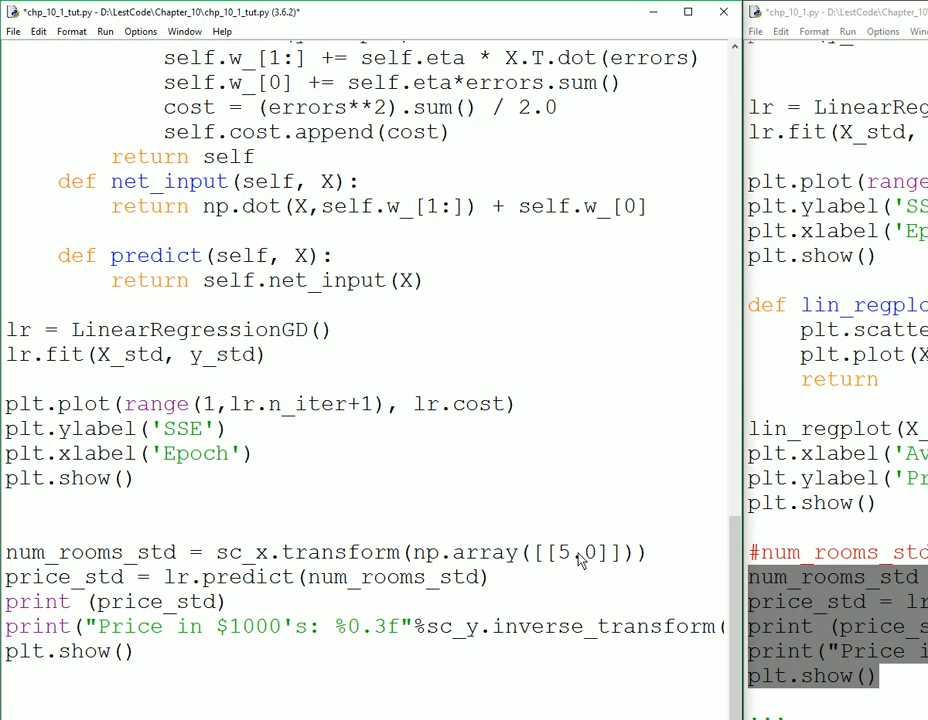 *chp_10_1_tut.py - D:\LestCode\Chapter_10\chp_10_1_tut.py (3.6.2)*
File Edit Format Run Options Window Help
self.w_[1:] += self.eta * X.T.dot(errors)
self.w_[0] += self.eta*errors.sum()
cost = (errors**2).sum() / 2.0
self.cost.append(cost)
return self
def net_input(self, X):
return np.dot(X,self.w_[1:]) + self.w_[0]
def predict(self, X):
return self.net_input(X)
lr = LinearRegressionGD()
lr.fit(X_std, y_std)
plt.plot(range(1,lr.n_iter+1), lr.cost)
plt.ylabel('SSE')
plt.xlabel('Epoch')
plt.show()
num_rooms_std = sc_x.transform(np.array([[5.0]]))
price_std = lr.predict(num_rooms_std)
print (price_std)
print("Price in $1000's: %0.3f"%sc_y.inverse_transform(
plt.show()
*chp_10_1.py - D:\LestCode\Chapter_10
File Edit Format Run Options Window
lr = LinearReg
lr.fit(X_std,
plt.plot(range
plt.ylabel('SS
plt.xlabel('Ep
plt.show()
def lin_regplo
plt.scatte
plt.plot(X
return
lin_regplot(X_
plt.xlabel('Av
plt.ylabel('Pr
plt.show()
#num_rooms_std
num_rooms_std
price_std = lr
print (price_s
print("Price i
plt.show()
'''